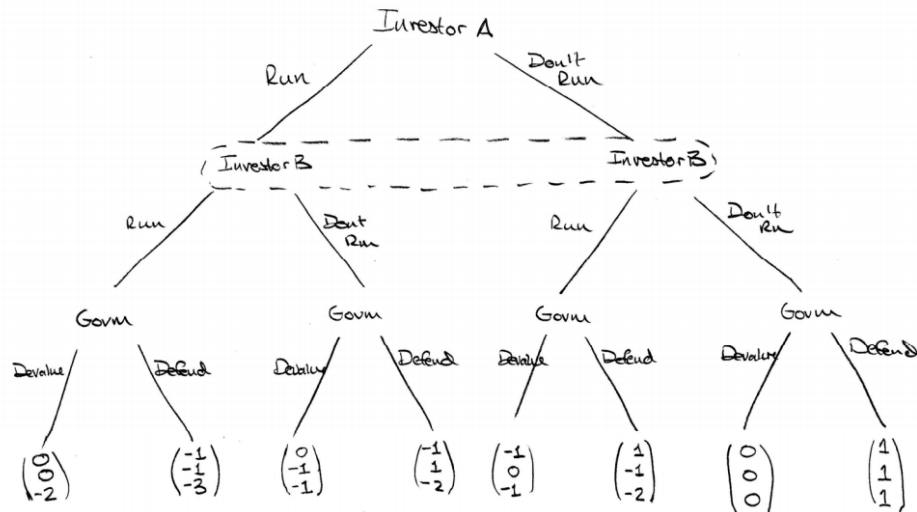 Investor A
Run Don't Run
Investor B Investor B
Run Don't Run Run Don't Run
Govm Govm Govm Govm
Devalue Defend Devalue Defend Devalue Defend Devalue Defend
0 -1 0 -1 -1 1 0 1
0 -1 -1 1 0 -1 0 1
-2 -3 -1 -2 -1 -2 0 1